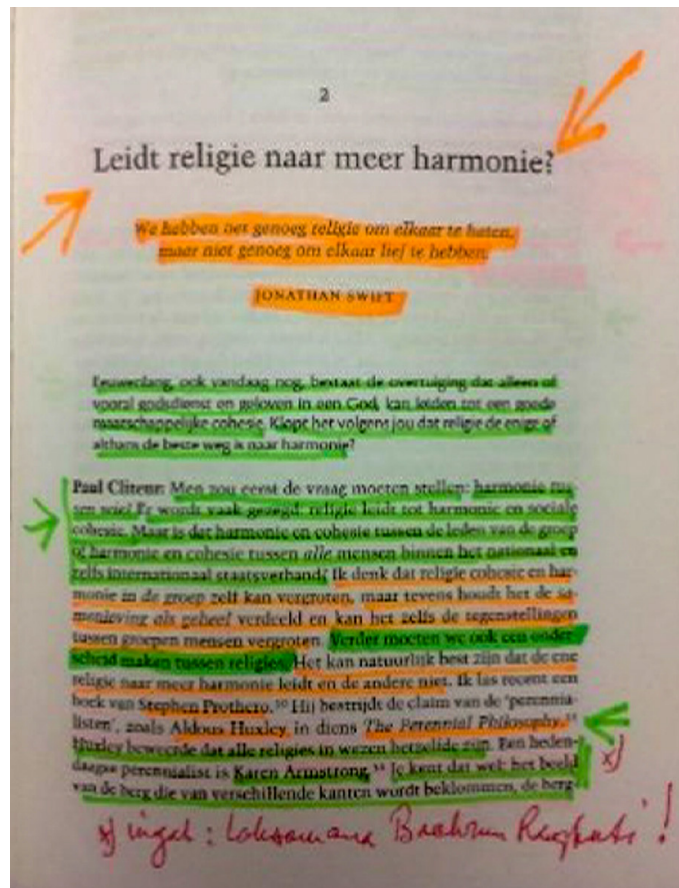 2
Leidt religie naar meer harmonie?
We hebben net genoeg religie om elkaar te haten,
maar niet genoeg om elkaar lief te hebben.
JONATHAN SWIFT
Eeuwenlang, ook vandaag nog, bestaat de overtuiging dat alleen of
vooral godsdienst en geloven in een God, kan leiden tot een goede
maatschappelijke cohesie. Klopt het volgens jou dat religie de enige of
althans de beste weg is naar harmonie?
Paul Cliteur: Men zou eerst de vraag moeten stellen: harmonie tus-
sen wie? Er wordt vaak gezegd: religie leidt tot harmonie en sociale
cohesie. Maar is dat harmonie en cohesie tussen de leden van de groep
of harmonie en cohesie tussen alle mensen binnen het nationaal en
zelfs internationaal staatsverband? Ik denk dat religie cohesie en har-
monie in de groep zelf kan vergroten, maar tevens houdt het de sa-
menleving als geheel verdeeld en kan het zelfs de tegenstellingen
tussen groepen mensen vergroten. Verder moeten we ook een onder-
scheid maken tussen religies. Het kan natuurlijk best zijn dat de ene
religie naar meer harmonie leidt en de andere niet. Ik las recent een
boek van Stephen Prothero. Hij bestrijdt de claim van de 'perennia-
listen', zoals Aldous Huxley, in diens The Perennial Philosophy.
Huxley beweerde dat alle religies in wezen hetzelfde zijn. Een heden-
daagse perennialist is Karen Armstrong. Je kent dat wel: het beeld
van de berg die van verschillende kanten wordt beklommen, de berg
x)
x) ingat : Laksamana !